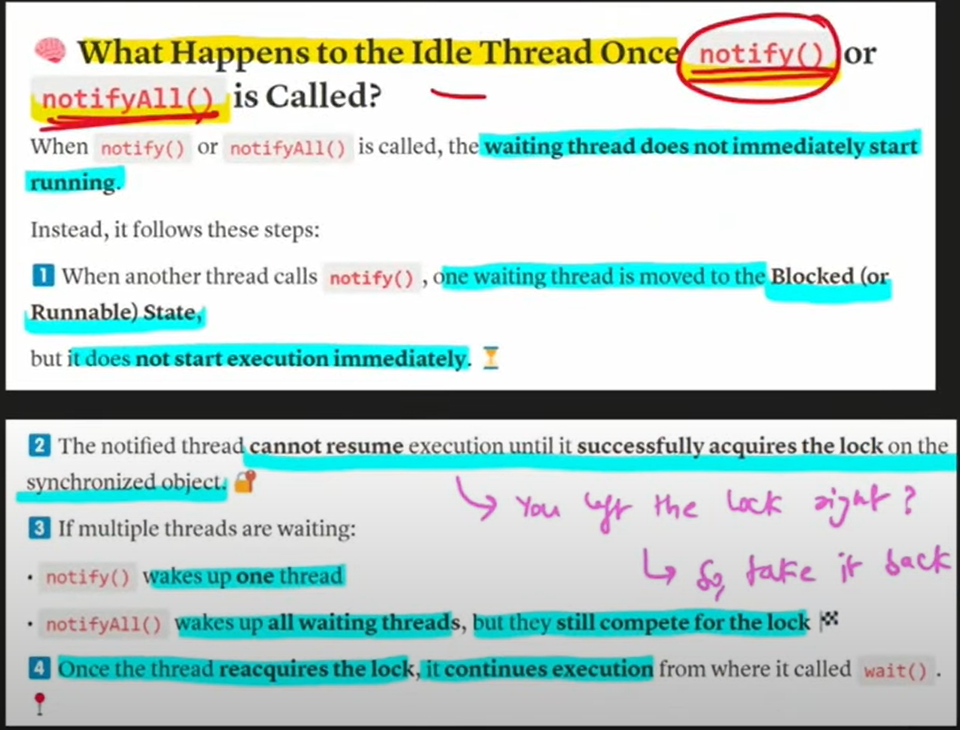 🧠 What Happens to the Idle Thread Once notify() or
notifyAll() is Called?
When notify() or notifyAll() is called, the waiting thread does not immediately start
running.
Instead, it follows these steps:
1️⃣ When another thread calls notify() , one waiting thread is moved to the Blocked (or
Runnable) State,
but it does not start execution immediately. ⏳
2️⃣ The notified thread cannot resume execution until it successfully acquires the lock on the
synchronized object. 🔐
You left the lock right?
3️⃣ If multiple threads are waiting:
So, take it back
• notify() wakes up one thread
• notifyAll() wakes up all waiting threads, but they still compete for the lock 🏁
4️⃣ Once the thread reacquires the lock, it continues execution from where it called wait() .
📍